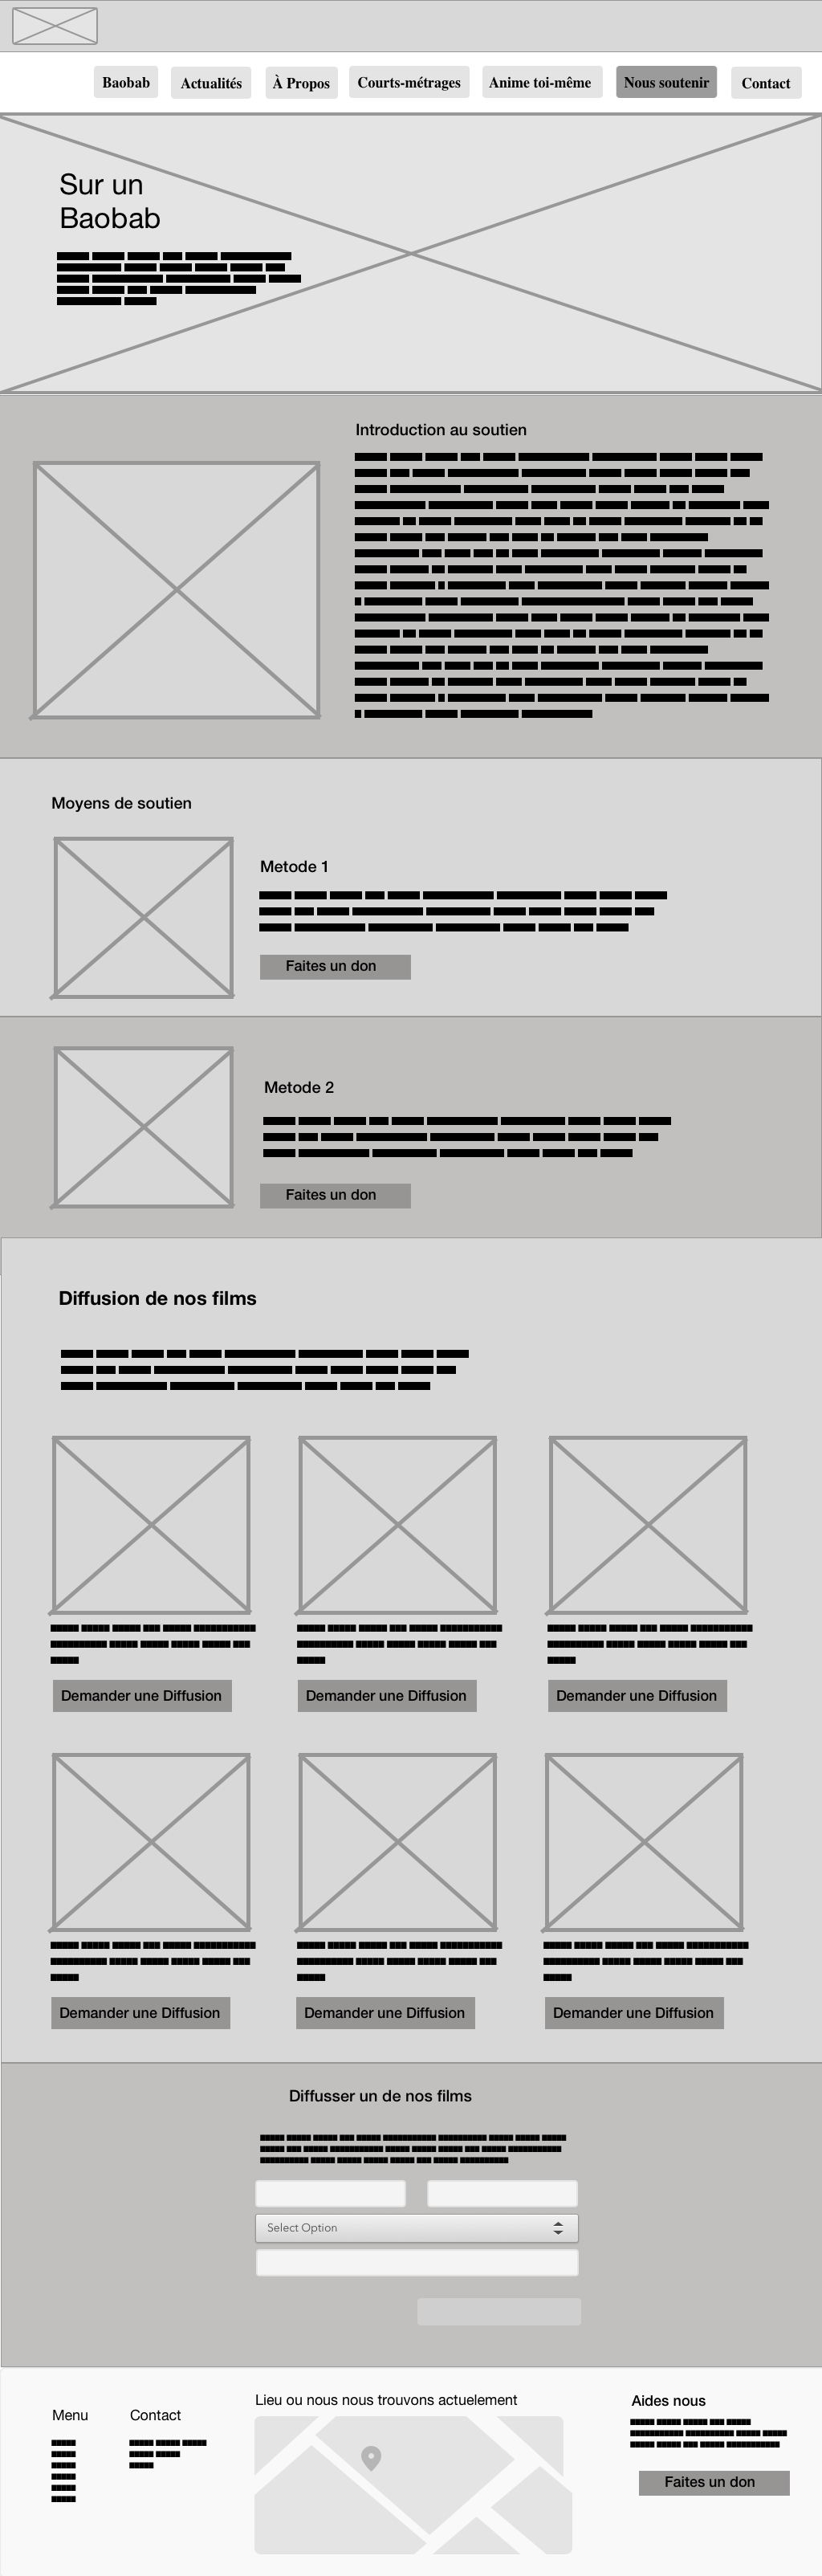 Baobab Actualités À Propos Courts-métrages Anime toi-même Nous soutenir Contact
Sur un
Baobab
Introduction au soutien
Moyens de soutien
Metode 1
Faites un don
Metode 2
Faites un don
Diffusion de nos films
Demander une Diffusion Demander une Diffusion Demander une Diffusion
Demander une Diffusion Demander une Diffusion Demander une Diffusion
Diffusser un de nos films
Select Option
Lieu ou nous nous trouvons actuelement
Aides nous
Menu Contact
Faites un don